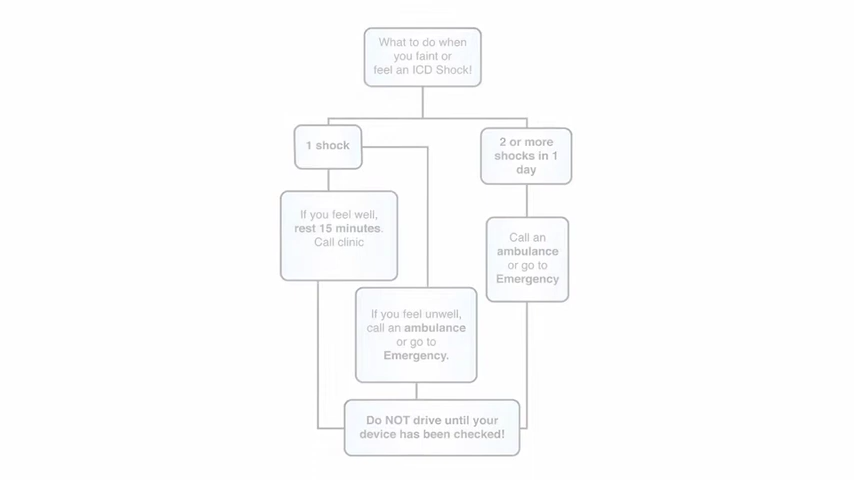 What to do when
you faint or
feel an ICD Shock!
1 shock
2 or more
shocks in 1
day
If you feel well,
rest 15 minutes.
Call clinic
Call an
ambulance
or go to
Emergency
If you feel unwell,
call an ambulance
or go to
Emergency.
Do NOT drive until your
device has been checked!